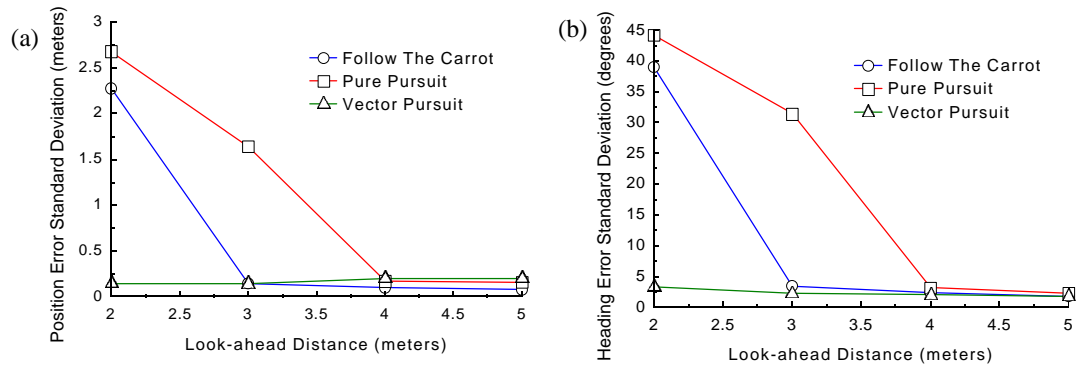 (a)
Position Error Standard Deviation (meters)
3
2.5
2
1.5
1
0.5
0
2
2.5
3
3.5
4
4.5
5
Look-ahead Distance (meters)
Follow The Carrot
Pure Pursuit
Vector Pursuit
(b)
Heading Error Standard Deviation (degrees)
45
40
35
30
25
20
15
10
5
0
2
2.5
3
3.5
4
4.5
5
Look-ahead Distance (meters)
Follow The Carrot
Pure Pursuit
Vector Pursuit